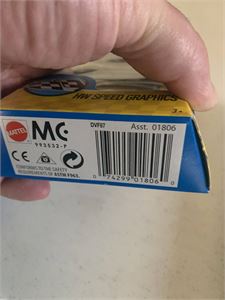 HW SPEED GRAPHICS
3+
MATTEL
MC
993532-P
DVF87
Asst. 01806
CE
CONFORMS TO THE SAFETY
REQUIREMENTS OF ASTM F963.
0 74299 01806 0